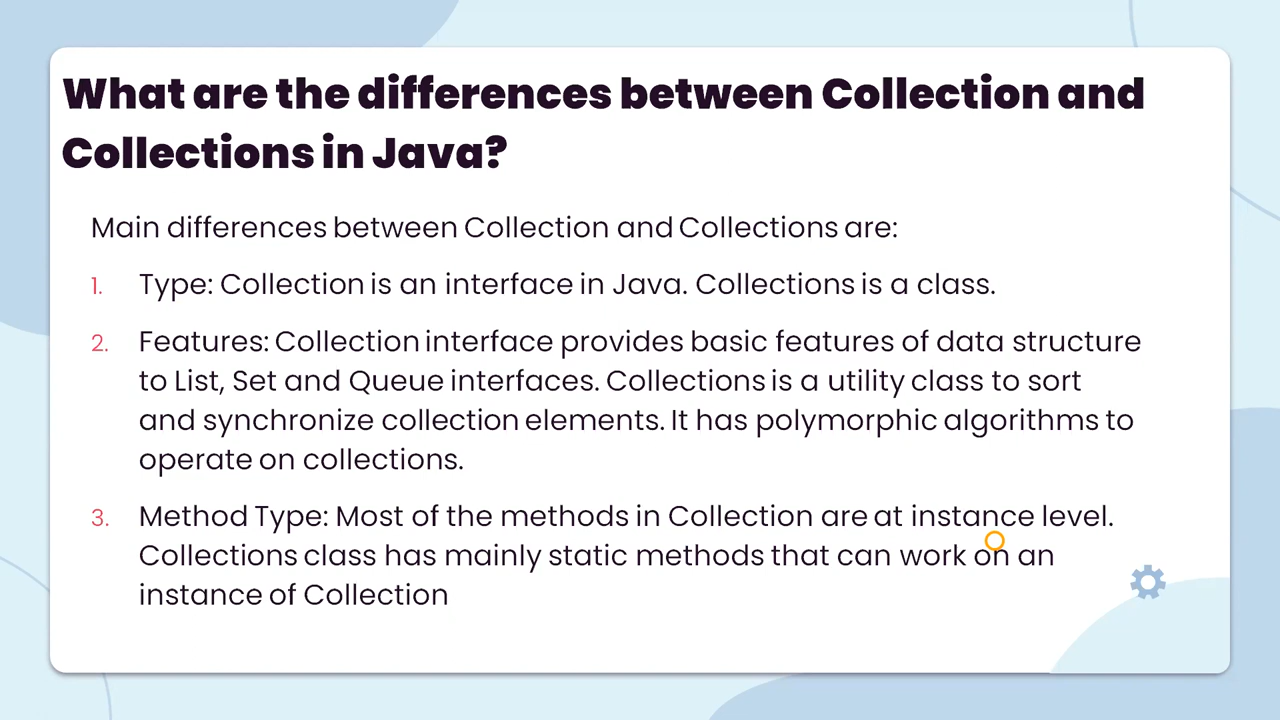 What are the differences between Collection and
Collections in Java?
Main differences between Collection and Collections are:
1. Type: Collection is an interface in Java. Collections is a class.
2. Features: Collection interface provides basic features of data structure
to List, Set and Queue interfaces. Collections is a utility class to sort
and synchronize collection elements. It has polymorphic algorithms to
operate on collections.
3. Method Type: Most of the methods in Collection are at instance level.
Collections class has mainly static methods that can work on an
instance of Collection